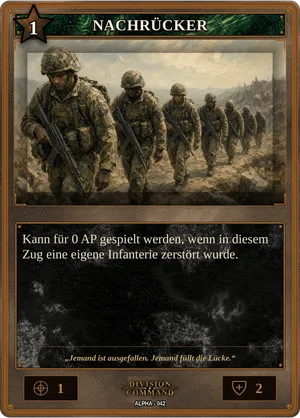 1
NACHRÜCKER
Kann für 0 AP gespielt werden, wenn in diesem
Zug eine eigene Infanterie zerstört wurde.
„Jemand ist ausgefallen. Jemand füllt die Lücke.“
1
DIVISION
COMMAND
ALPHA - 042
2